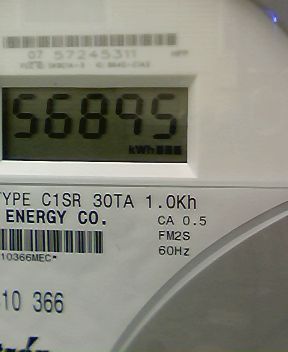 07 57245311
56895
kWh
TYPE C1SR 30TA 1.0Kh
ENERGY CO. CA 0.5
FM2S
10366MEC*
60Hz
10 366